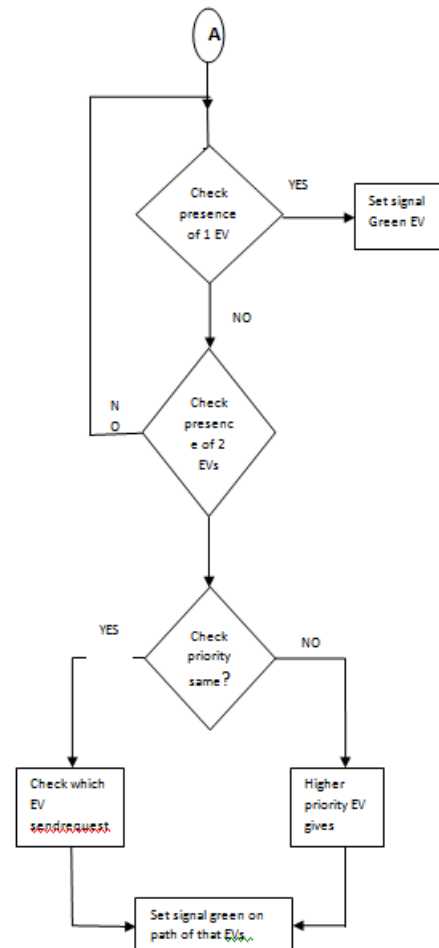 A
Check
presence
of 1 EV
YES
Set signal
Green EV
NO
N
O
Check
presenc
e of 2
EVs
YES
Check
priority
same?
NO
Check which
EV
sendrequest
Higher
priority EV
gives
Set signal green on
path of that EVs.